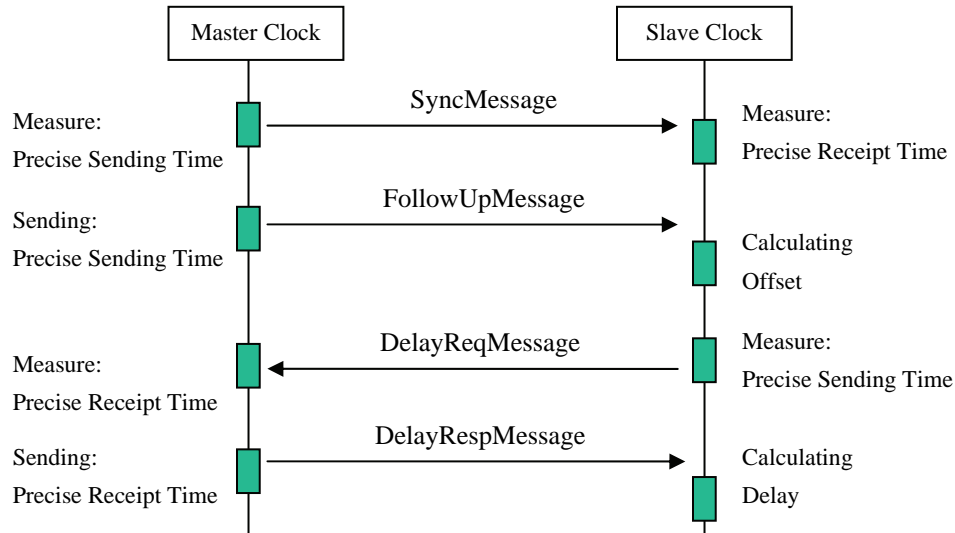 Master Clock
Slave Clock
SyncMessage
Measure:
Precise Sending Time
Measure:
Precise Receipt Time
FollowUpMessage
Sending:
Precise Sending Time
Calculating
Offset
DelayReqMessage
Measure:
Precise Receipt Time
Measure:
Precise Sending Time
DelayRespMessage
Sending:
Precise Receipt Time
Calculating
Delay